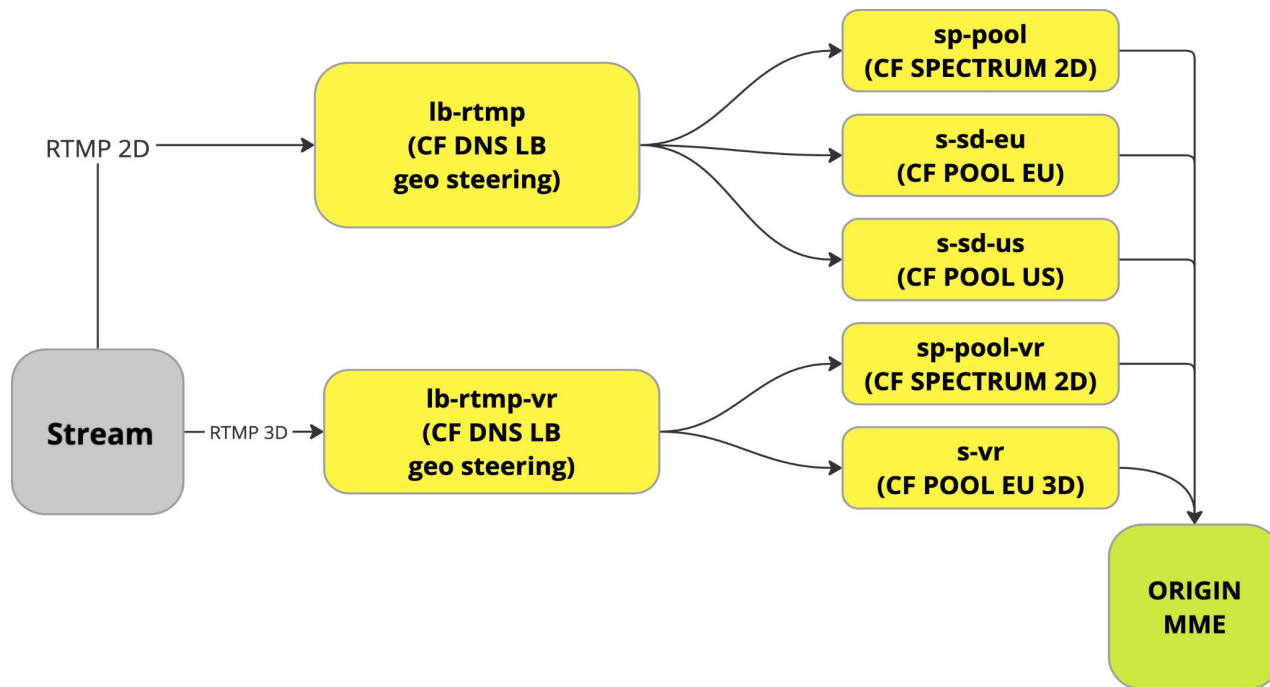 sp-pool
(CF SPECTRUM 2D)
lb-rtmp
(CF DNS LB
geo steering)
RTMP 2D
s-sd-eu
(CF POOL EU)
s-sd-us
(CF POOL US)
sp-pool-vr
(CF SPECTRUM 2D)
Stream
RTMP 3D
lb-rtmp-vr
(CF DNS LB
geo steering)
s-vr
(CF POOL EU 3D)
ORIGIN
MME